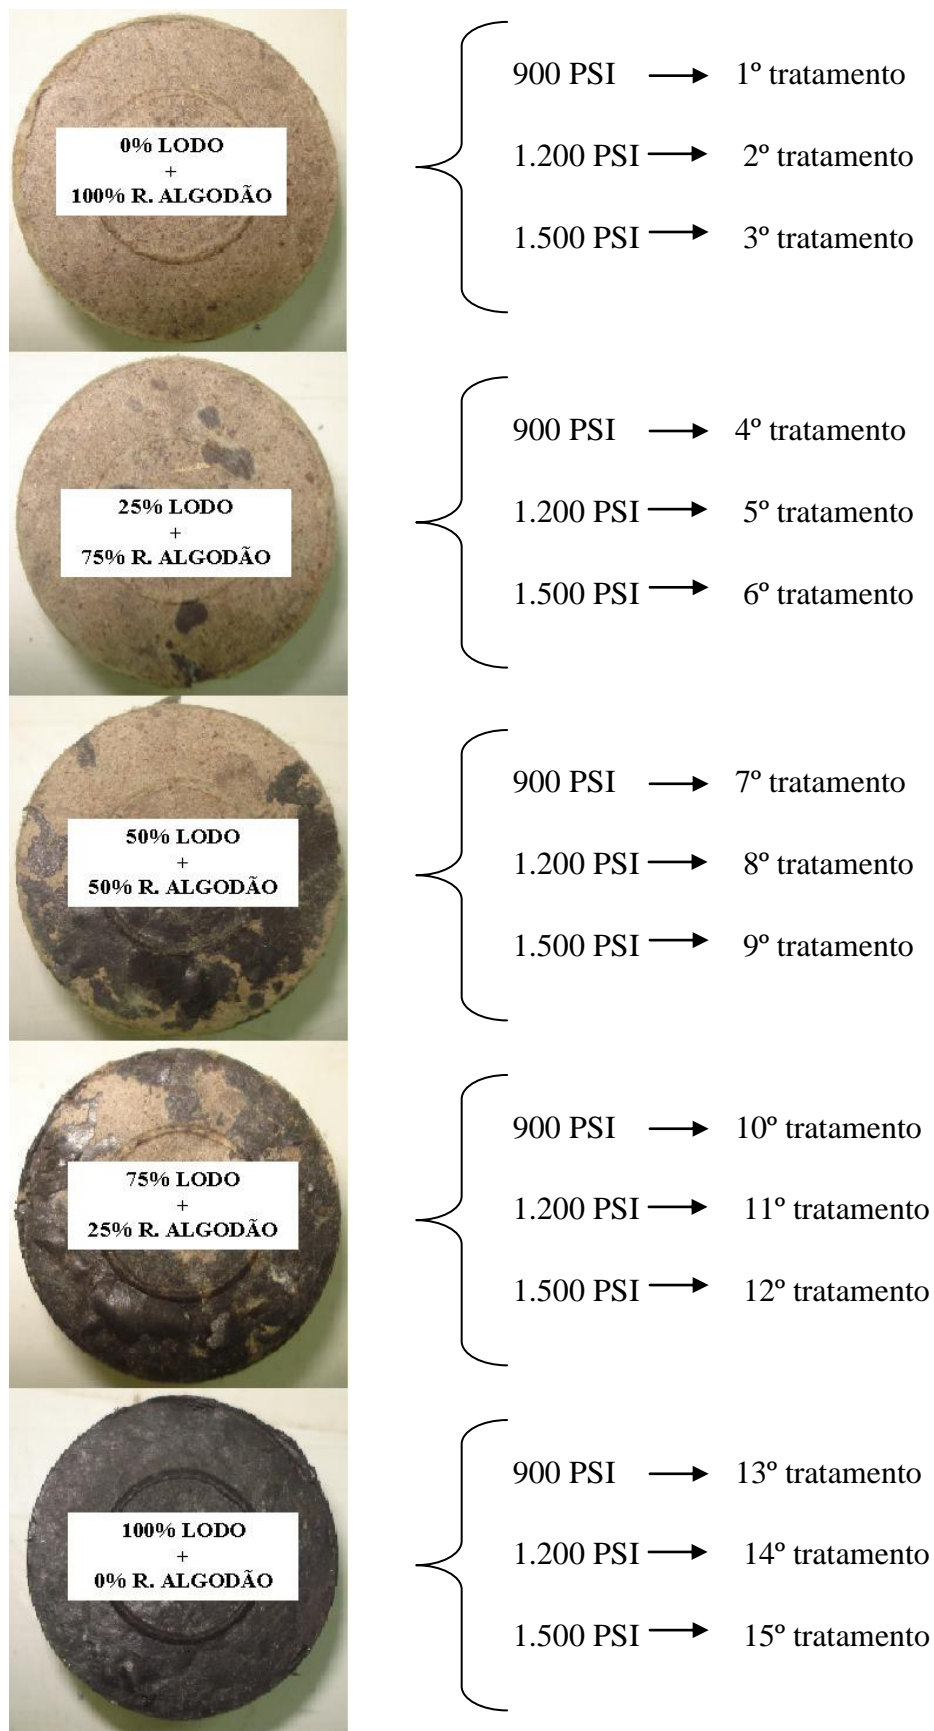 0% LODO
+
100% R. ALGODÃO
900 PSI → 1º tratamento
1.200 PSI → 2º tratamento
1.500 PSI → 3º tratamento
25% LODO
+
75% R. ALGODÃO
900 PSI → 4º tratamento
1.200 PSI → 5º tratamento
1.500 PSI → 6º tratamento
50% LODO
+
50% R. ALGODÃO
900 PSI → 7º tratamento
1.200 PSI → 8º tratamento
1.500 PSI → 9º tratamento
75% LODO
+
25% R. ALGODÃO
900 PSI → 10º tratamento
1.200 PSI → 11º tratamento
1.500 PSI → 12º tratamento
100% LODO
+
0% R. ALGODÃO
900 PSI → 13º tratamento
1.200 PSI → 14º tratamento
1.500 PSI → 15º tratamento